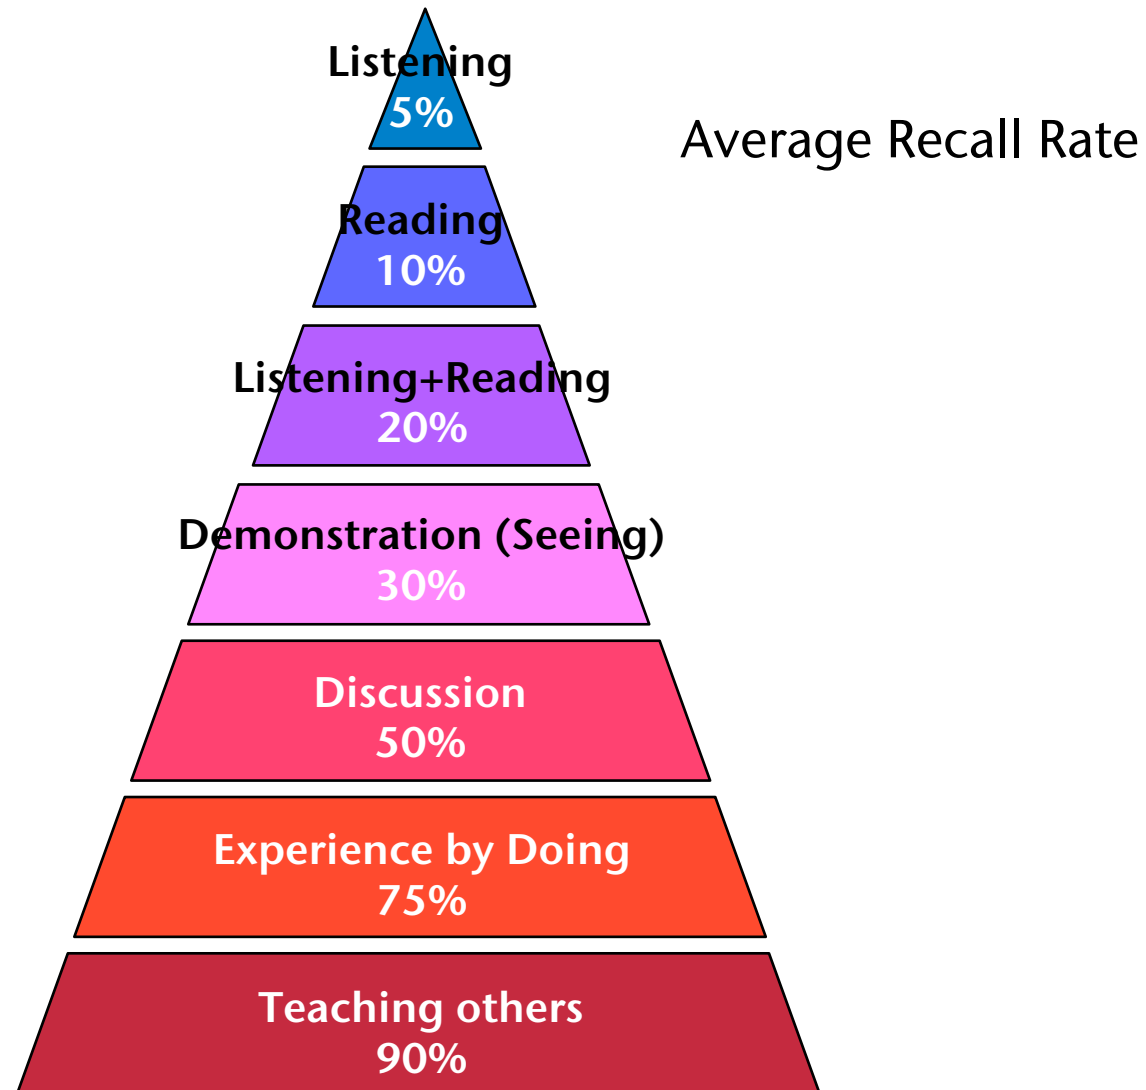 Listening
5%
Average Recall Rate
Reading
10%
Listening+Reading
20%
Demonstration (Seeing)
30%
Discussion
50%
Experience by Doing
75%
Teaching others
90%